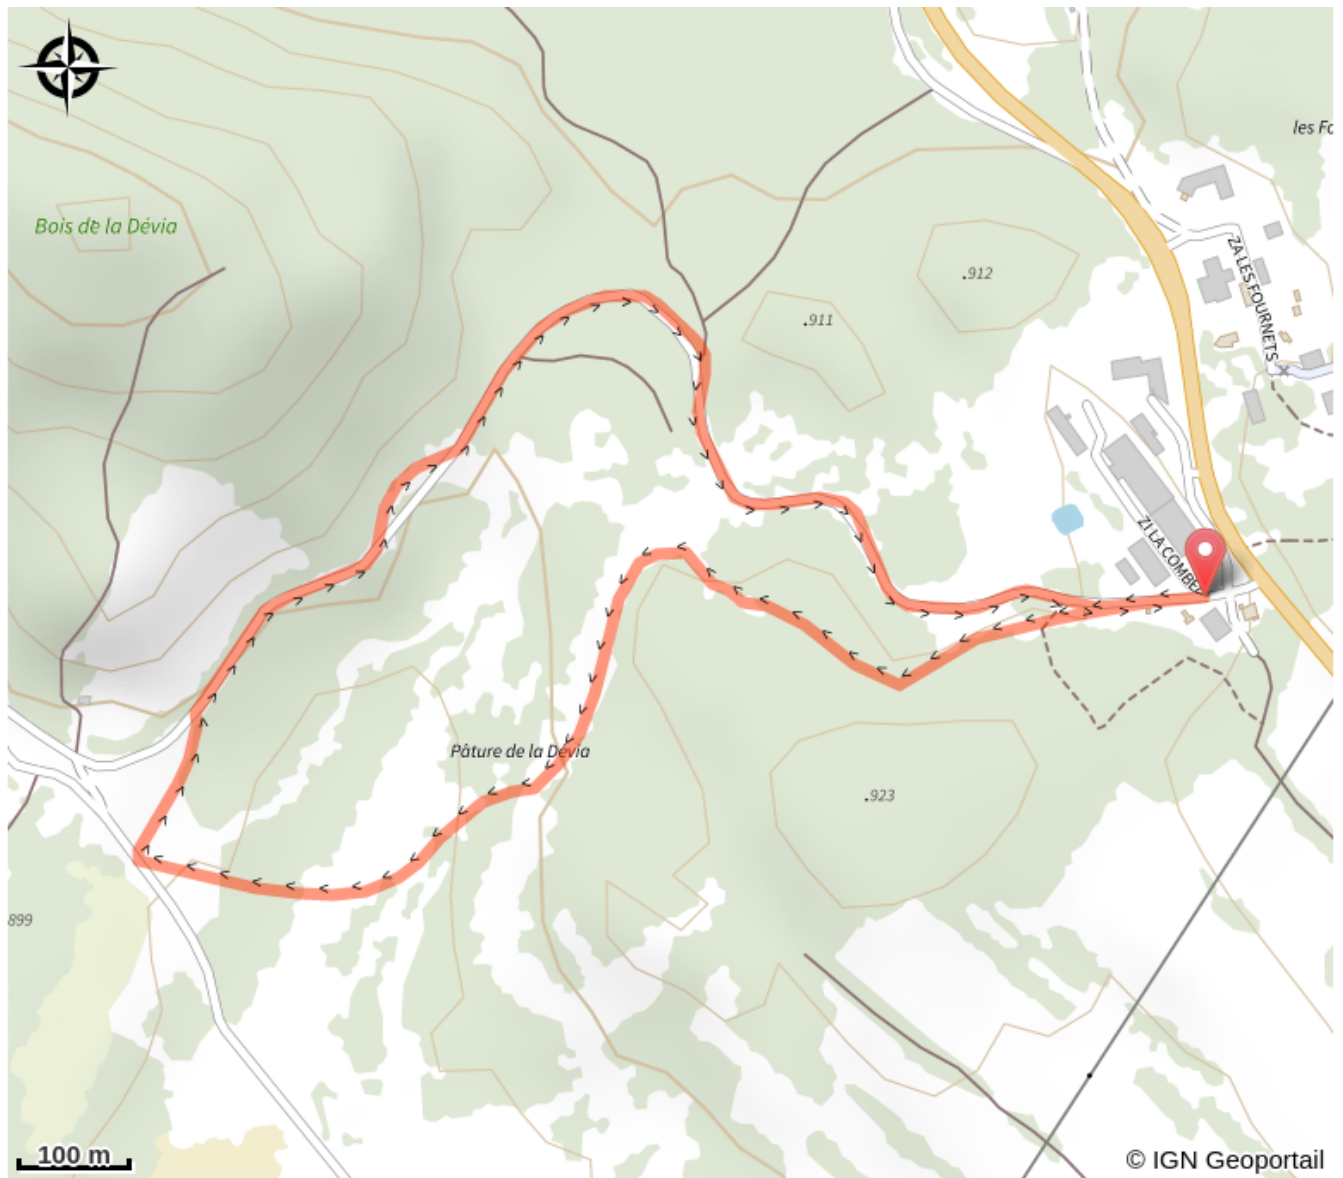 les Fo
Bois de la Dévia
.912
.911
ZA LES FOURNETS
ZI LA COMBE
Pâture de la Dévia
.923
899
100 m
© IGN Geoportail